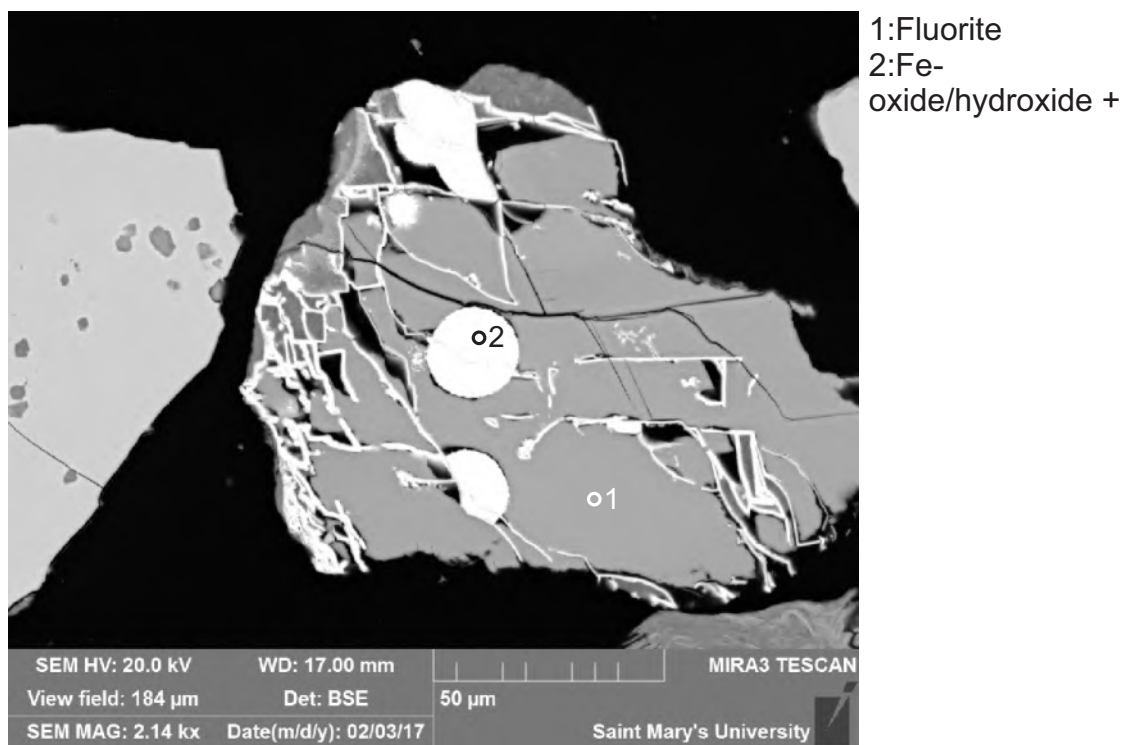 1:Fluorite
2:Fe-
oxide/hydroxide +
2
1
SEM HV: 20.0 kV WD: 17.00 mm MIRA3 TESCAN
View field: 184 µm Det: BSE 50 µm
SEM MAG: 2.14 kx Date(m/d/y): 02/03/17 Saint Mary's University